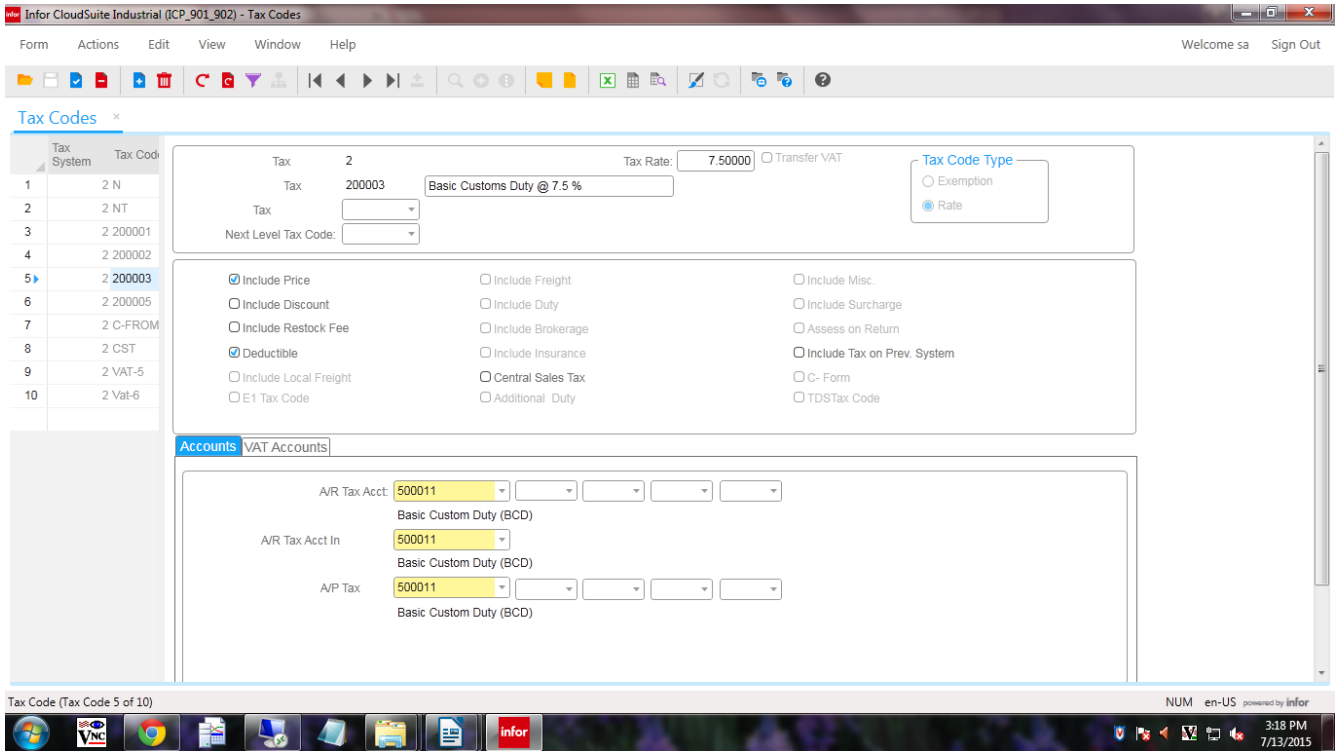 infor Infor CloudSuite Industrial (ICP_901_902) - Tax Codes
Form Actions Edit View Window Help Welcome sa Sign Out
Tax Codes ×
Tax System Tax Cod
1 2 N
2 2 NT
3 2 200001
4 2 200002
5 2 200003
6 2 200005
7 2 C-FROM
8 2 CST
9 2 VAT-5
10 2 Vat-6
Tax 2 Tax Rate: 7.50000 Transfer VAT
Tax 200003 Basic Customs Duty @ 7.5 %
Tax
Next Level Tax Code:
Tax Code Type
Exemption
Rate
Include Price Include Freight Include Misc.
Include Discount Include Duty Include Surcharge
Include Restock Fee Include Brokerage Assess on Return
Deductible Include Insurance Include Tax on Prev. System
Include Local Freight Central Sales Tax C- Form
E1 Tax Code Additional Duty TDSTax Code
Accounts VAT Accounts
A/R Tax Acct: 500011
Basic Custom Duty (BCD)
A/R Tax Acct In 500011
Basic Custom Duty (BCD)
A/P Tax 500011
Basic Custom Duty (BCD)
Tax Code (Tax Code 5 of 10) NUM en-US powered by infor
VNC infor 3:18 PM
7/13/2015